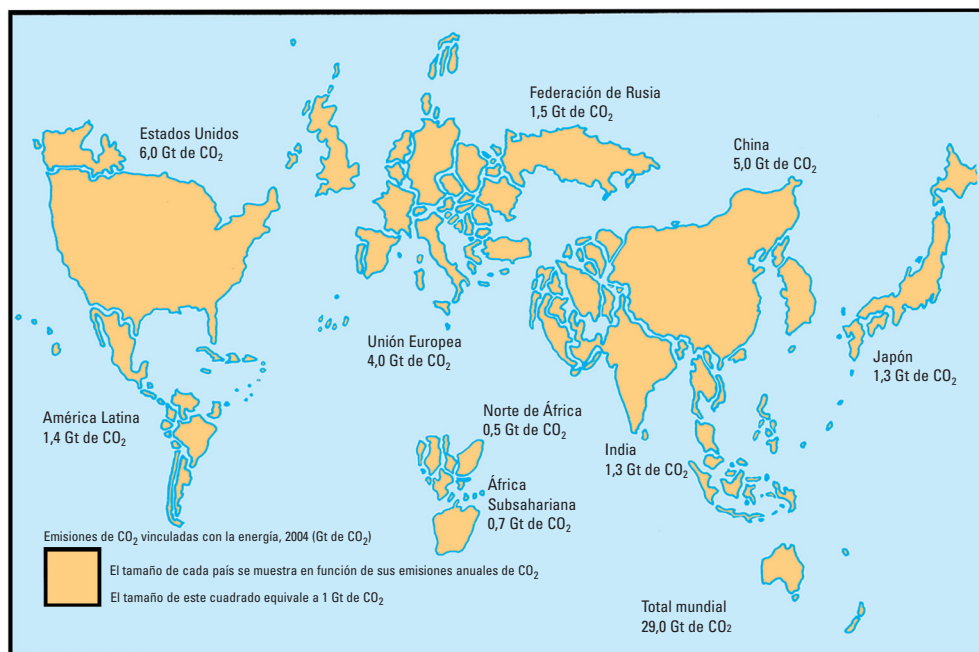 Federación de Rusia
1,5 Gt de CO₂
Estados Unidos
6,0 Gt de CO₂
China
5,0 Gt de CO₂
Unión Europea
4,0 Gt de CO₂
Japón
1,3 Gt de CO₂
América Latina
1,4 Gt de CO₂
Norte de África
0,5 Gt de CO₂
India
1,3 Gt de CO₂
África
Subsahariana
0,7 Gt de CO₂
Emisiones de CO₂ vinculadas con la energía, 2004 (Gt de CO₂)
El tamaño de cada país se muestra en función de sus emisiones anuales de CO₂
El tamaño de este cuadrado equivale a 1 Gt de CO₂
Total mundial
29,0 Gt de CO₂